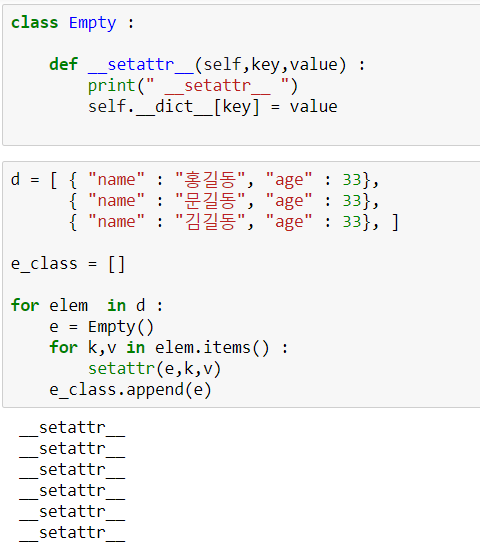 class Empty :
    def __setattr__(self,key,value) :
        print(" __setattr__ ")
        self.__dict__[key] = value
d = [ { "name" : "홍길동", "age" : 33},
      { "name" : "문길동", "age" : 33},
      { "name" : "김길동", "age" : 33}, ]
e_class = []
for elem  in d :
    e = Empty()
    for k,v in elem.items() :
        setattr(e,k,v)
    e_class.append(e)
 __setattr__
 __setattr__
 __setattr__
 __setattr__
 __setattr__
 __setattr__